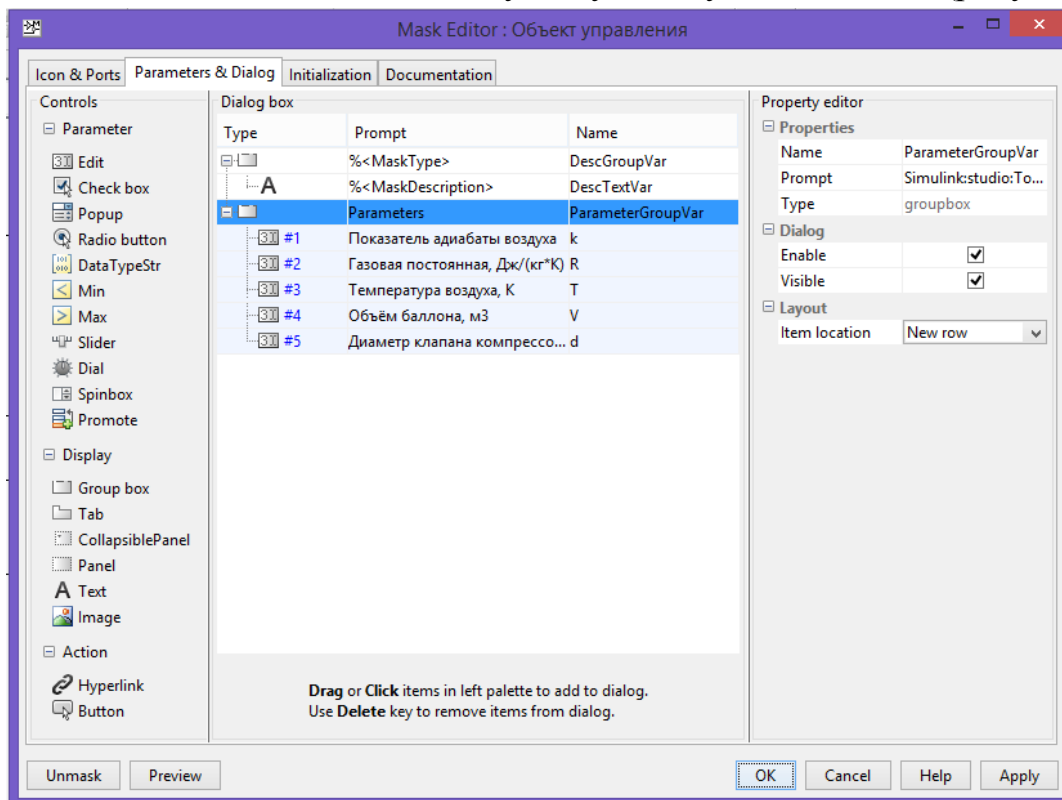 Mask Editor : Объект управления
Icon & Ports Parameters & Dialog Initialization Documentation
Controls
Parameter
Edit
Check box
Popup
Radio button
DataTypeStr
Min
Max
Slider
Dial
Spinbox
Promote
Display
Group box
Tab
CollapsiblePanel
Panel
Text
Image
Action
Hyperlink
Button
Dialog box
Type Prompt Name
%<MaskType> DescGroupVar
A %<MaskDescription> DescTextVar
Parameters ParameterGroupVar
#1 Показатель адиабаты воздуха k
#2 Газовая постоянная, Дж/(кг*К) R
#3 Температура воздуха, К T
#4 Объём баллона, м3 V
#5 Диаметр клапана компрессо... d
Drag or Click items in left palette to add to dialog.
Use Delete key to remove items from dialog.
Property editor
Properties
Name ParameterGroupVar
Prompt Simulink:studio:To...
Type groupbox
Dialog
Enable
Visible
Layout
Item location New row
Unmask Preview OK Cancel Help Apply